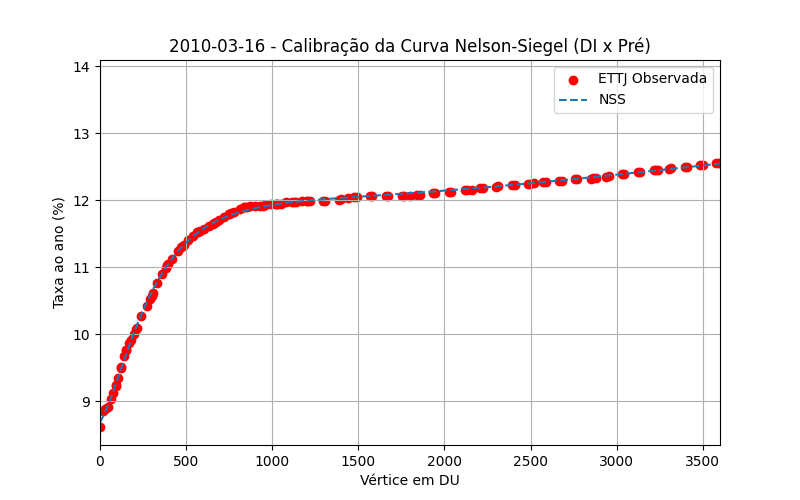 2010-03-16 - Calibração da Curva Nelson-Siegel (DI x Pré)
ETTJ Observada
NSS
Taxa ao ano (%)
14
13
12
11
10
9
0 500 1000 1500 2000 2500 3000 3500
Vértice em DU